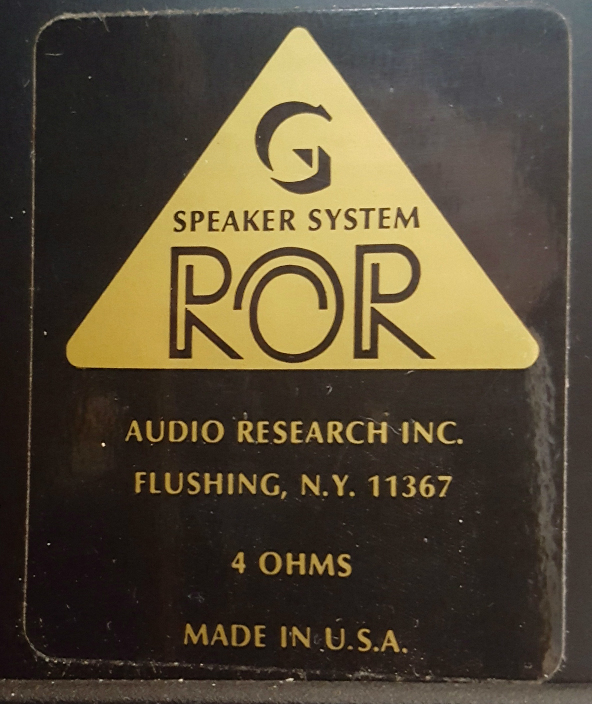 G
SPEAKER SYSTEM
ROR
AUDIO RESEARCH INC.
FLUSHING, N.Y. 11367
4 OHMS
MADE IN U.S.A.